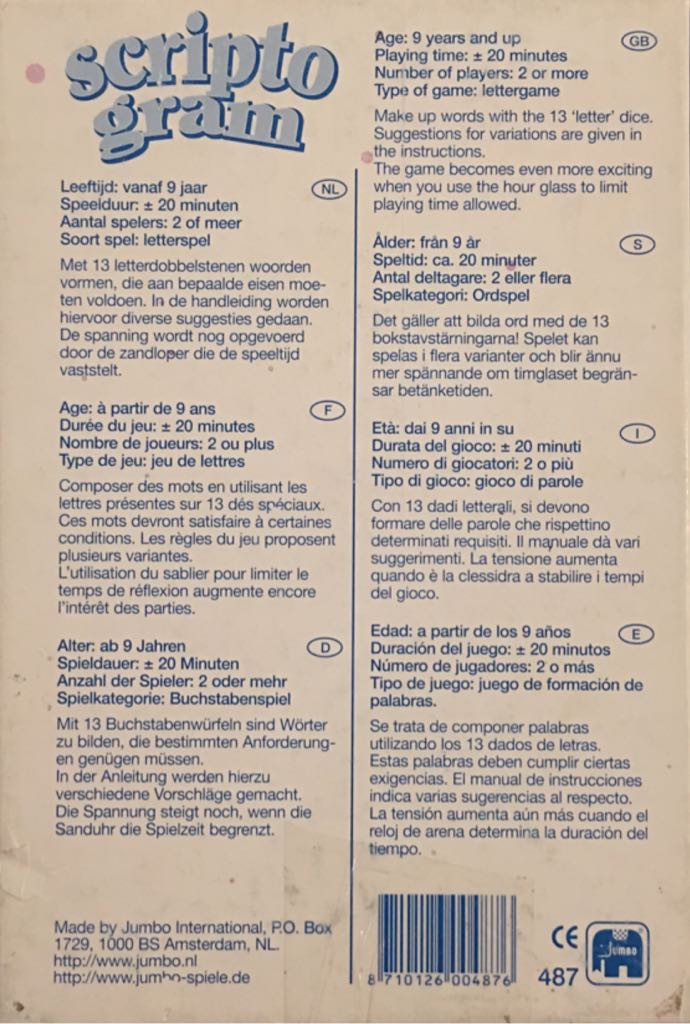 scripto
gram
Leeftijd: vanaf 9 jaar
NL
Speelduur: ± 20 minuten
Aantal spelers: 2 of meer
Soort spel: letterspel
Met 13 letterdobbelstenen woorden
vormen, die aan bepaalde eisen moe-
ten voldoen. In de handleiding worden
hiervoor diverse suggesties gedaan.
De spanning wordt nog opgevoerd
door de zandloper die de speeltijd
vaststelt.
Age: à partir de 9 ans
F
Durée du jeu: ± 20 minutes
Nombre de joueurs: 2 ou plus
Type de jeu: jeu de lettres
Composer des mots en utilisant les
lettres présentes sur 13 dés spéciaux.
Ces mots devront satisfaire à certaines
conditions. Les règles du jeu proposent
plusieurs variantes.
L'utilisation du sablier pour limiter le
temps de réflexion augmente encore
l'intérêt des parties.
Alter: ab 9 Jahren
D
Spieldauer: ± 20 Minuten
Anzahl der Spieler: 2 oder mehr
Spielkategorie: Buchstabenspiel
Mit 13 Buchstabenwürfeln sind Wörter
zu bilden, die bestimmten Anforderung-
en genügen müssen.
In der Anleitung werden hierzu
verschiedene Vorschläge gemacht.
Die Spannung steigt noch, wenn die
Sanduhr die Spielzeit begrenzt.
Made by Jumbo International, P.O. Box
1729, 1000 BS Amsterdam, NL.
http://www.jumbo.nl
http://www.jumbo-spiele.de
Age: 9 years and up
GB
Playing time: ± 20 minutes
Number of players: 2 or more
Type of game: lettergame
Make up words with the 13 'letter' dice.
Suggestions for variations are given in
the instructions.
The game becomes even more exciting
when you use the hour glass to limit
playing time allowed.
Ålder: från 9 år
S
Speltid: ca. 20 minuter
Antal deltagare: 2 eller flera
Spelkategori: Ordspel
Det gäller att bilda ord med de 13
bokstavstärningarna! Spelet kan
spelas i flera varianter och blir ännu
mer spännande om timglaset begrän-
sar betänketiden.
Età: dai 9 anni in su
I
Durata del gioco: ± 20 minuti
Numero di giocatori: 2 o più
Tipo di gioco: gioco di parole
Con 13 dadi letterali, si devono
formare delle parole che rispettino
determinati requisiti. Il manuale dà vari
suggerimenti. La tensione aumenta
quando è la clessidra a stabilire i tempi
del gioco.
Edad: a partir de los 9 años
E
Duración del juego: ± 20 minutos
Número de jugadores: 2 o más
Tipo de juego: juego de formación de
palabras.
Se trata de componer palabras
utilizando los 13 dados de letras.
Estas palabras deben cumplir ciertas
exigencias. El manual de instrucciones
indica varias sugerencias al respecto.
La tensión aumenta aún más cuando el
reloj de arena determina la duración del
tiempo.
8 710126 004876
CE
487
Jumbo